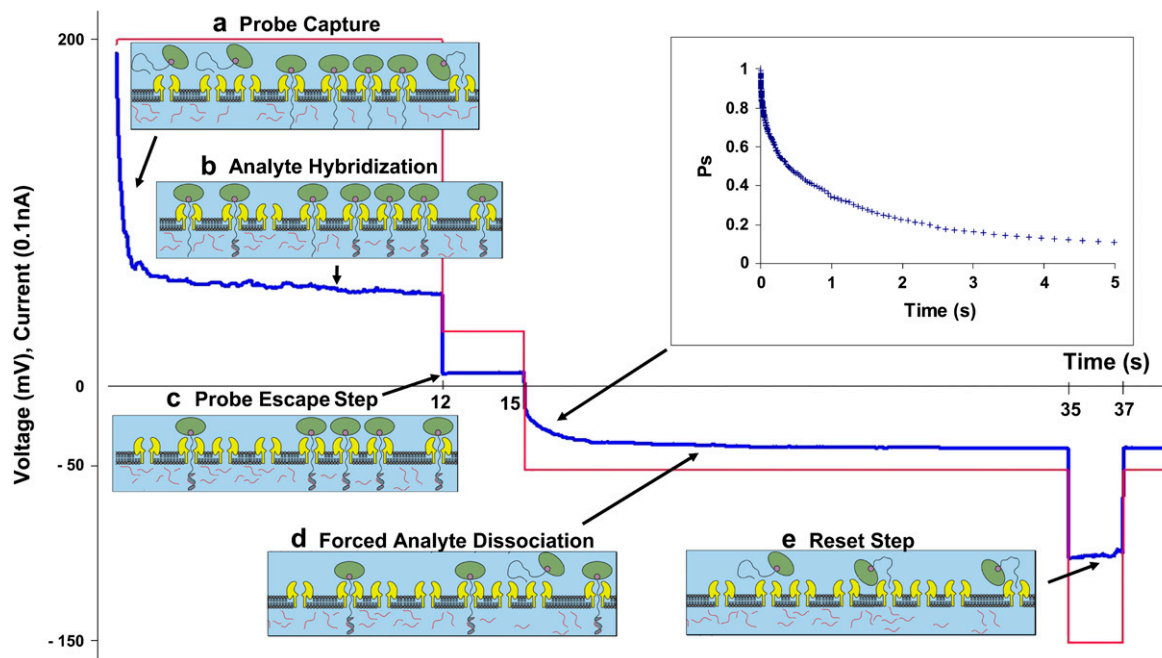 Voltage (mV), Current (0.1nA)
200
0
- 50
- 150
a Probe Capture
b Analyte Hybridization
c Probe Escape Step
12
15
35
37
Time (s)
d Forced Analyte Dissociation
e Reset Step
Ps
1
0.8
0.6
0.4
0.2
0
0 1 2 3 4 5
Time (s)